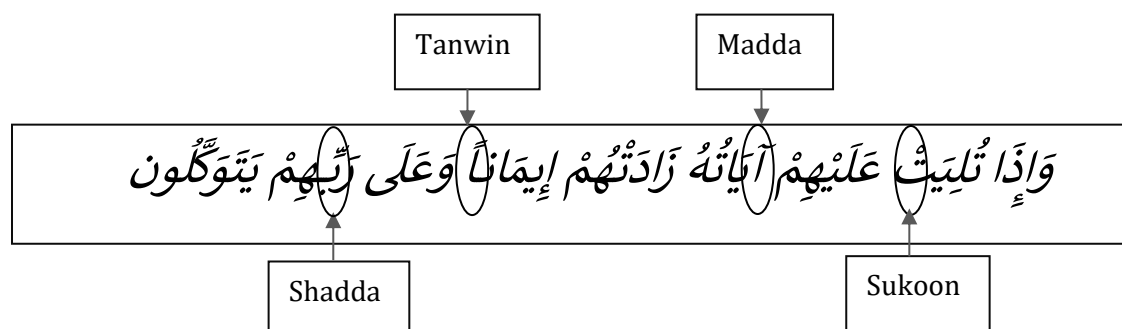 Tanwin Madda
وَإِذَا تُلِيَتْ عَلَيْهِمْ آيَاتُهُ زَادَتْهُمْ إِيمَاناً وَعَلَى رَبِّهِمْ يَتَوَكَّلُون
Shadda Sukoon